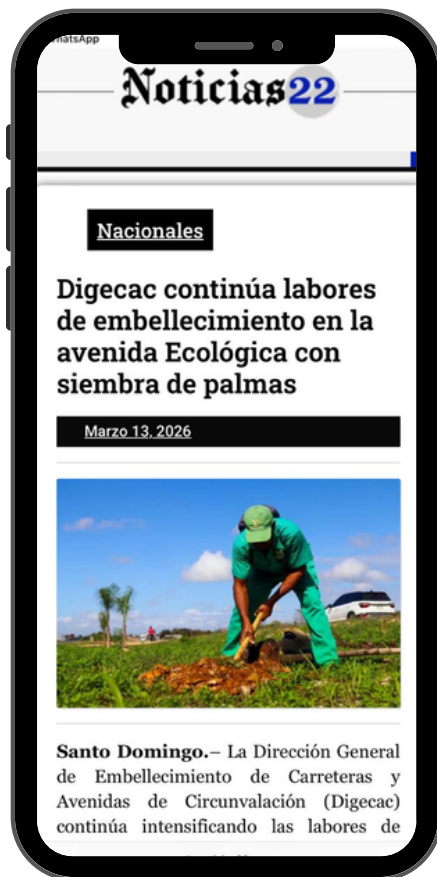 WhatsApp
Noticias22
Nacionales
Digecac continúa labores
de embellecimiento en la
avenida Ecológica con
siembra de palmas
Marzo 13, 2026
Santo Domingo.– La Dirección General
de Embellecimiento de Carreteras y
Avenidas de Circunvalación (Digecac)
continúa intensificando las labores de